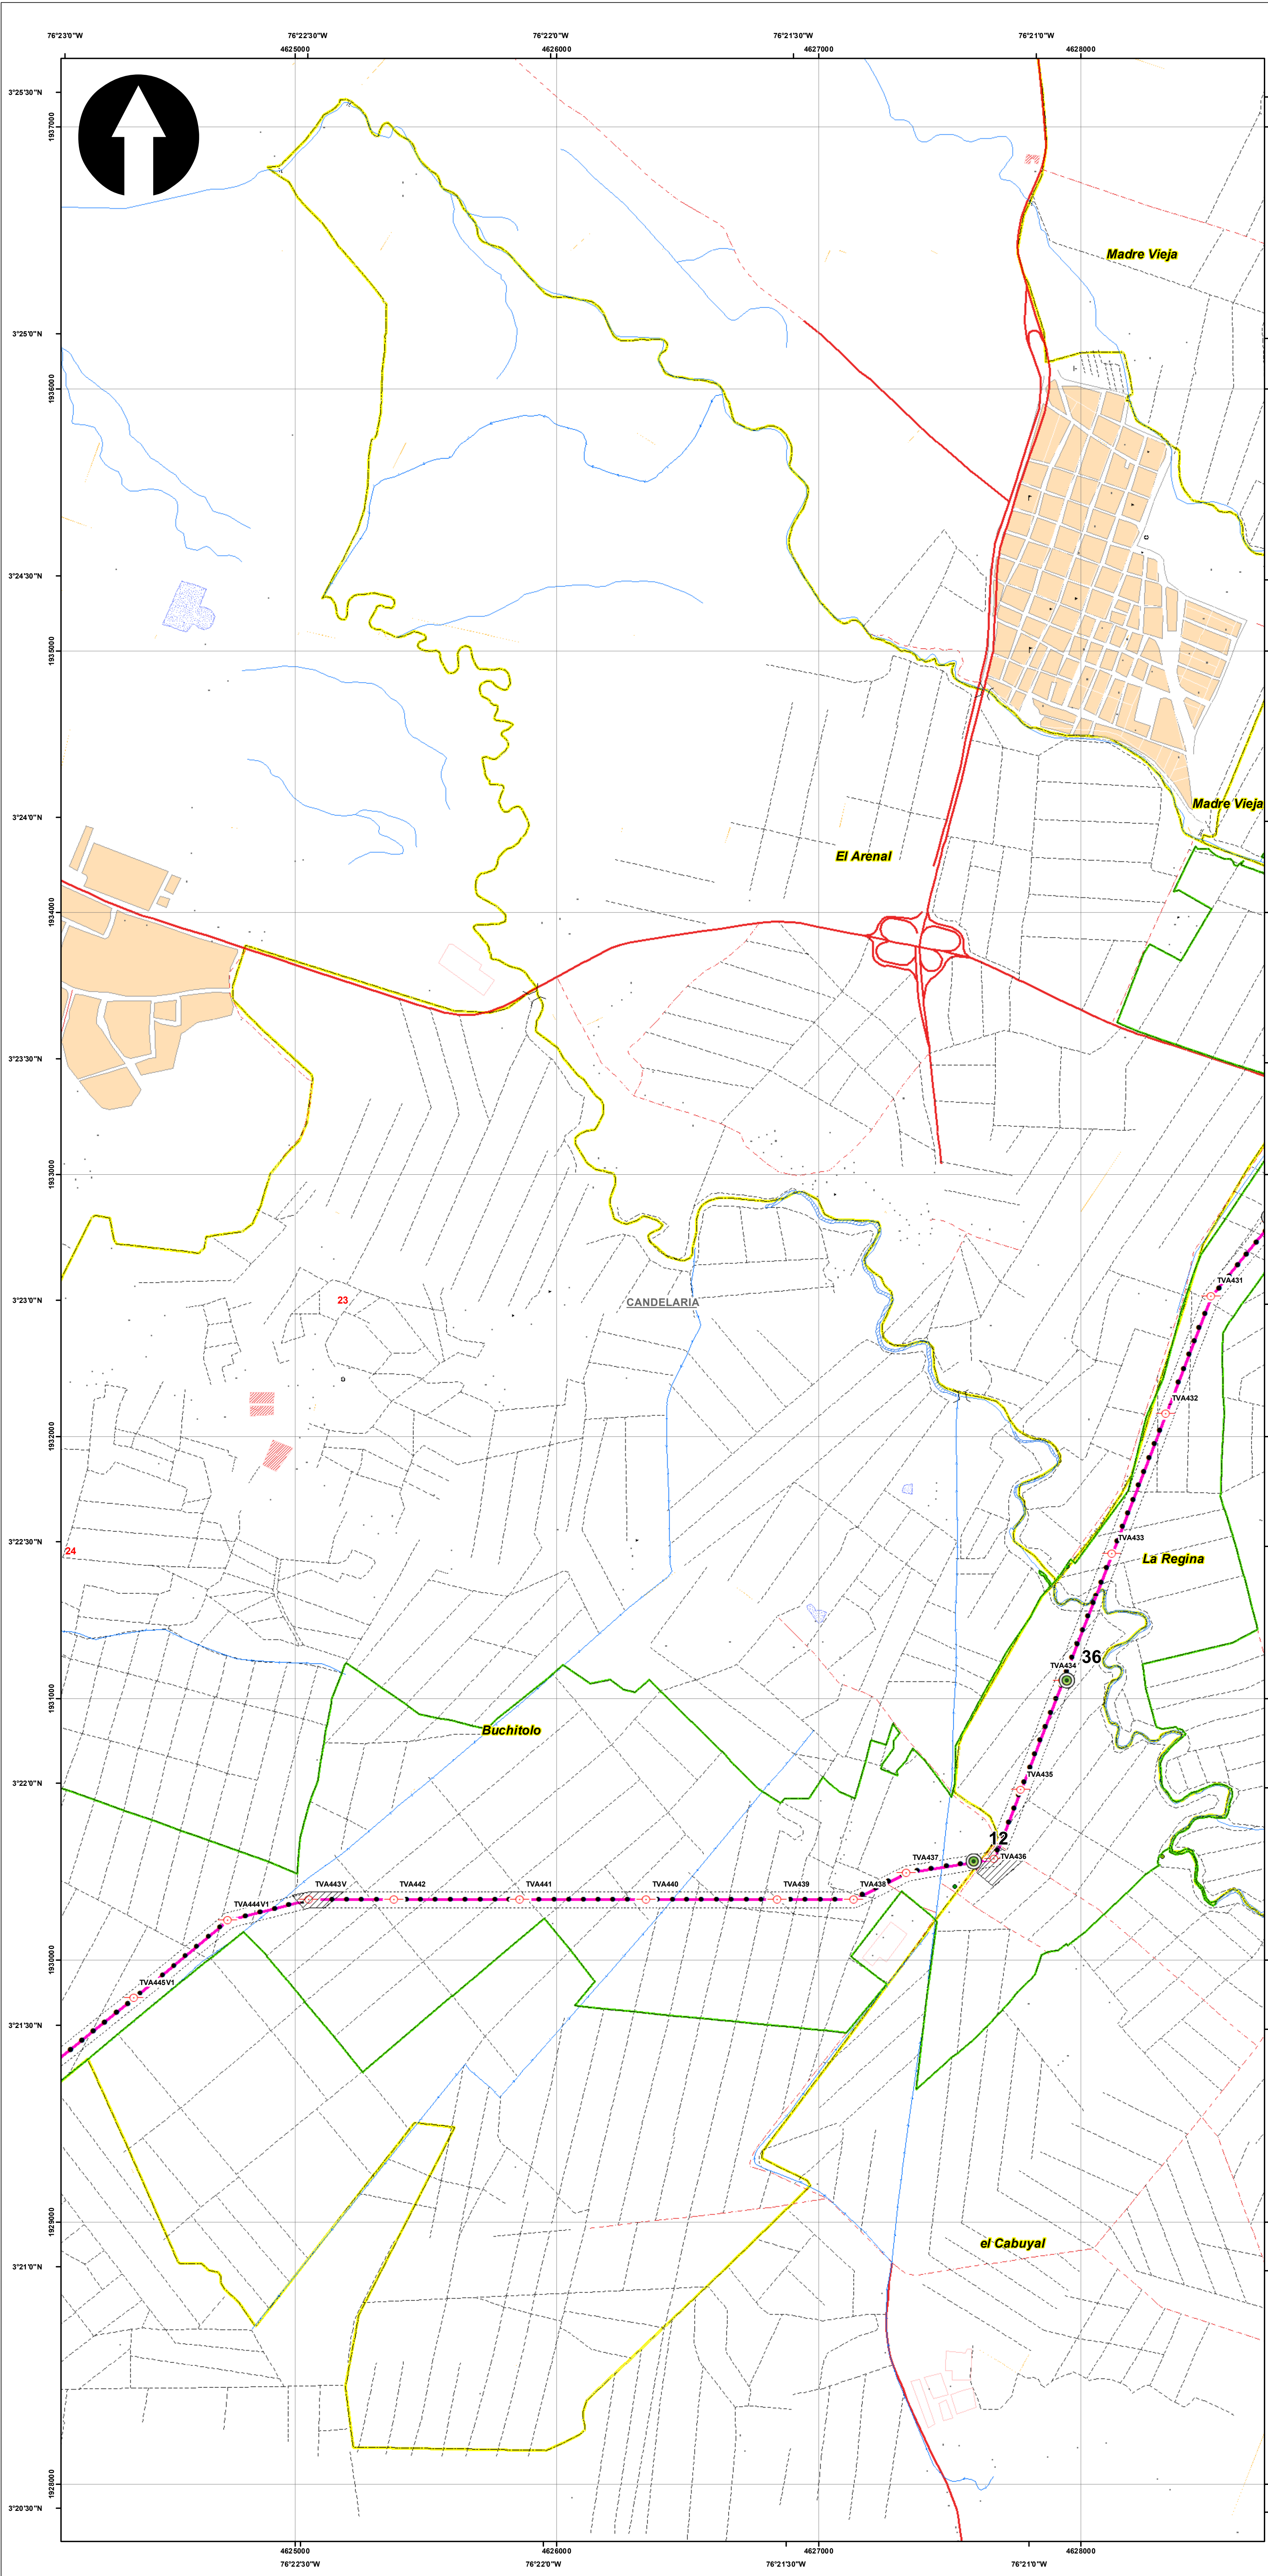 76°23'0"W 76°22'30"W 76°22'0"W 76°21'30"W 76°21'0"W
4625000 4626000 4627000 4628000
3°25'30"N
1937000
Madre Vieja
3°25'0"N
1936000
3°24'30"N
1935000
Madre Vieja
3°24'0"N
El Arenal
1934000
3°23'30"N
1933000
TVA431
3°23'0"N
23
CANDELARIA
TVA432
1932000
3°22'30"N
TVA433
24
La Regina
36
TVA434
1931000
Buchitolo
3°22'0"N
TVA435
12
TVA436
TVA437
TVA443V TVA442 TVA441 TVA440 TVA439 TVA438
TVA444V1
1930000
TVA445V1
3°21'30"N
1929000
el Cabuyal
3°21'0"N
1928000
3°20'30"N
4625000 4626000 4627000 4628000
76°22'30"W 76°22'0"W 76°21'30"W 76°21'0"W